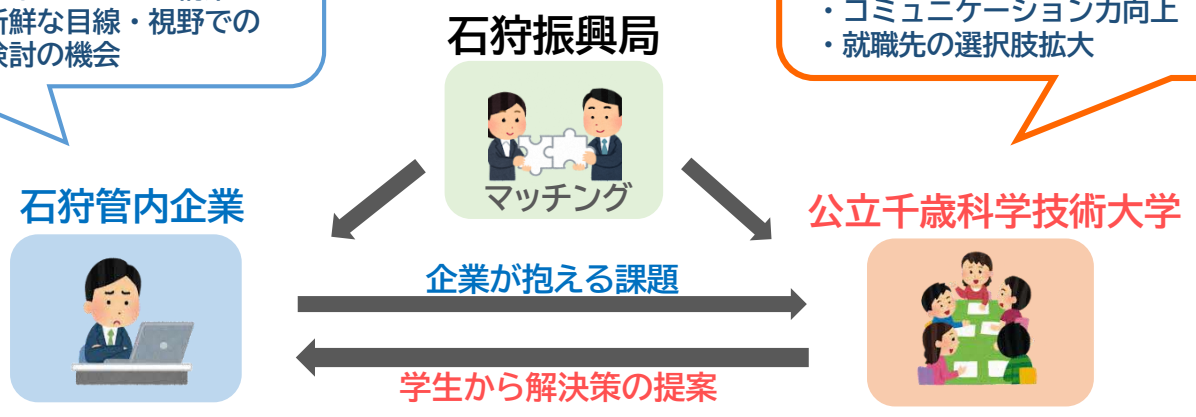 新鮮な目線・視野での
検討の機会
石狩振興局
・コミュニケーション力向上
・就職先の選択肢拡大
マッチング
石狩管内企業
公立千歳科学技術大学
企業が抱える課題
学生から解決策の提案